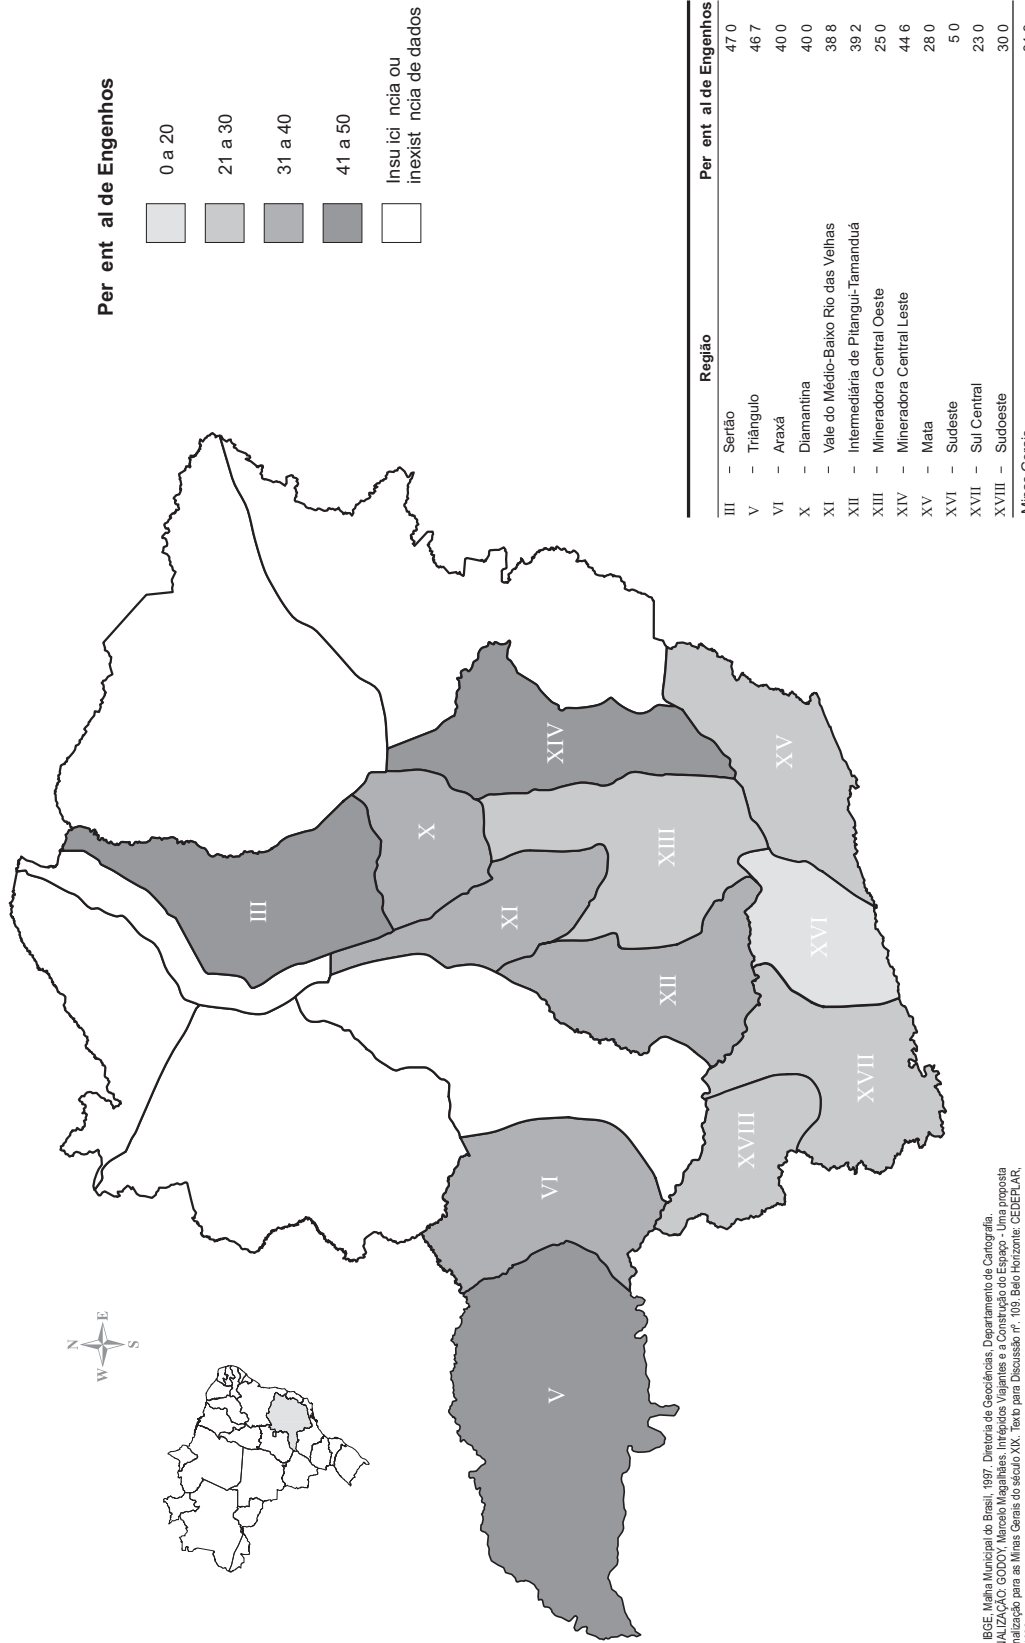 Per ent al de Engenhos
0 a 20
21 a 30
31 a 40
41 a 50
Insu ici ncia ou
inexist ncia de dados
N
W E
S
III
V
VI
X
XI
XII
XIII
XIV
XV
XVI
XVII
XVIII
Região Per ent al de Engenhos
III – Sertão 47 0
V – Triângulo 46 7
VI – Araxá 40 0
X – Diamantina 40 0
XI – Vale do Médio-Baixo Rio das Velhas 38 8
XII – Intermediária de Pitangui-Tamanduá 39 2
XIII – Mineradora Central Oeste 25 0
XIV – Mineradora Central Leste 44 6
XV – Mata 28 0
XVI – Sudeste 5 0
XVII – Sul Central 23 0
XVIII – Sudoeste 30 0
Minas Gerais
IBGE, Malha Municipal do Brasil, 1997. Diretoria de Geociências, Departamento de Cartografia.
IALIZAÇÃO: GODOY, Marcelo Magalhães. Intrépidos Viajantes e a Construção do Espaço - Uma proposta
nialização para as Minas Gerais do século XIX. Texto para Discussão nº. 109. Belo Horizonte: CEDEPLAR,